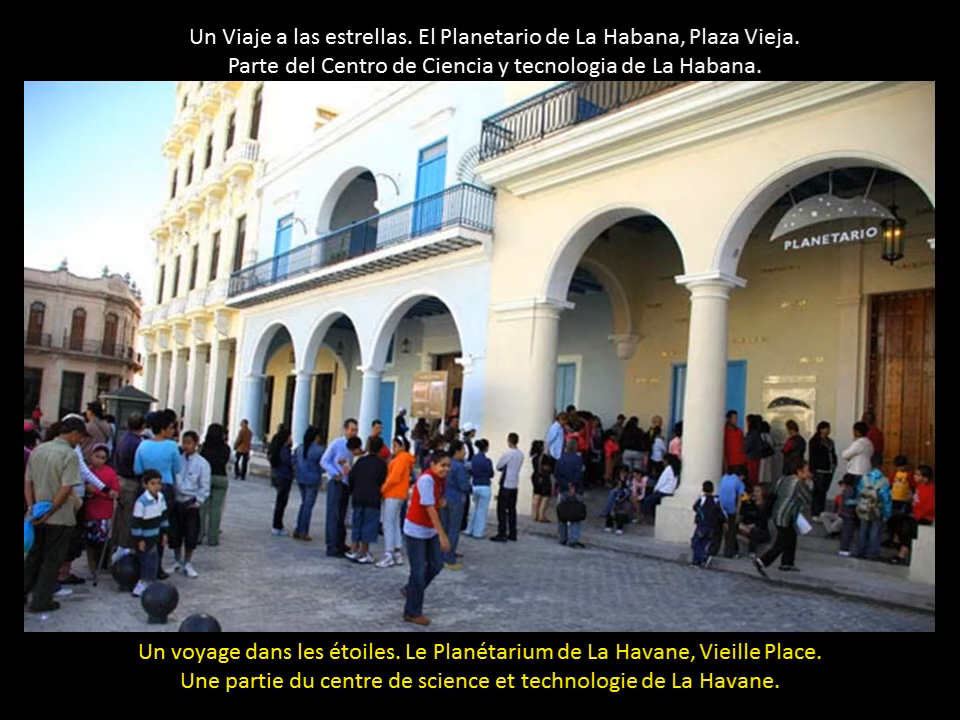 Un Viaje a las estrellas. El Planetario de La Habana, Plaza Vieja.
Parte del Centro de Ciencia y tecnologia de La Habana.
PLANETARIO
Un voyage dans les étoiles. Le Planétarium de La Havane, Vieille Place.
Une partie du centre de science et technologie de La Havane.